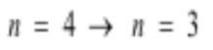 n = 4 → n = 3